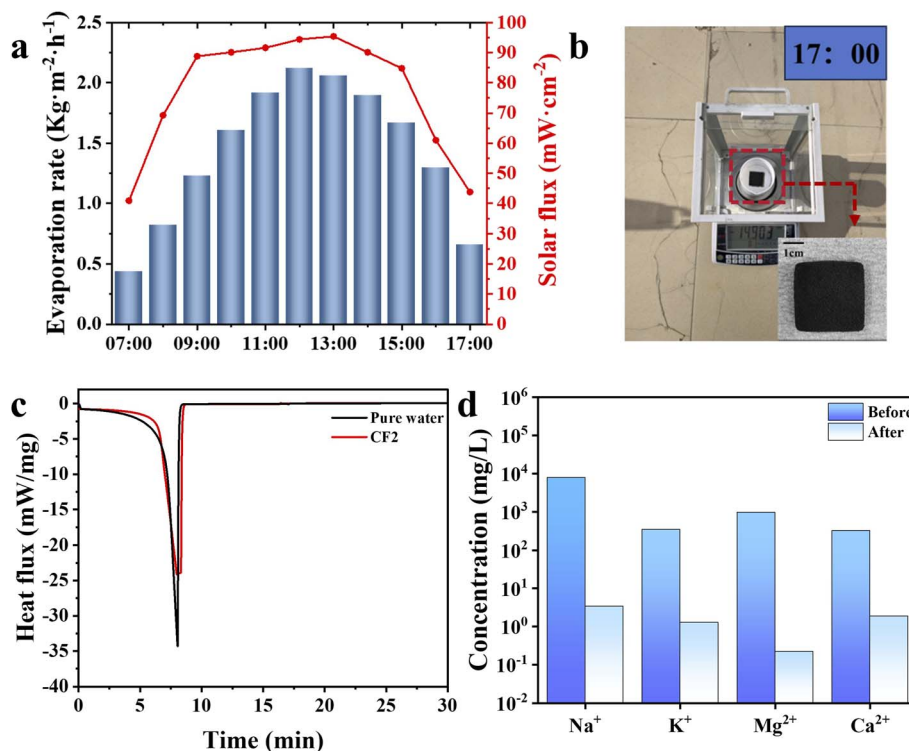 a
Evaporation rate (Kg·m⁻²·h⁻¹)
2.5
2.0
1.5
1.0
0.5
0.0
07:00 09:00 11:00 13:00 15:00 17:00
100
90
80
70
60
50
40
30
20
10
0
Solar flux (mW·cm⁻²)
b
17: 00
1cm
c
Heat flux (mW/mg)
0
-5
-10
-15
-20
-25
-30
-35
-40
0 5 10 15 20 25 30
Time (min)
Pure water
CF2
d
Concentration (mg/L)
10⁶
10⁵
10⁴
10³
10²
10¹
10⁰
10⁻¹
10⁻²
Na⁺ K⁺ Mg²⁺ Ca²⁺
Before
After